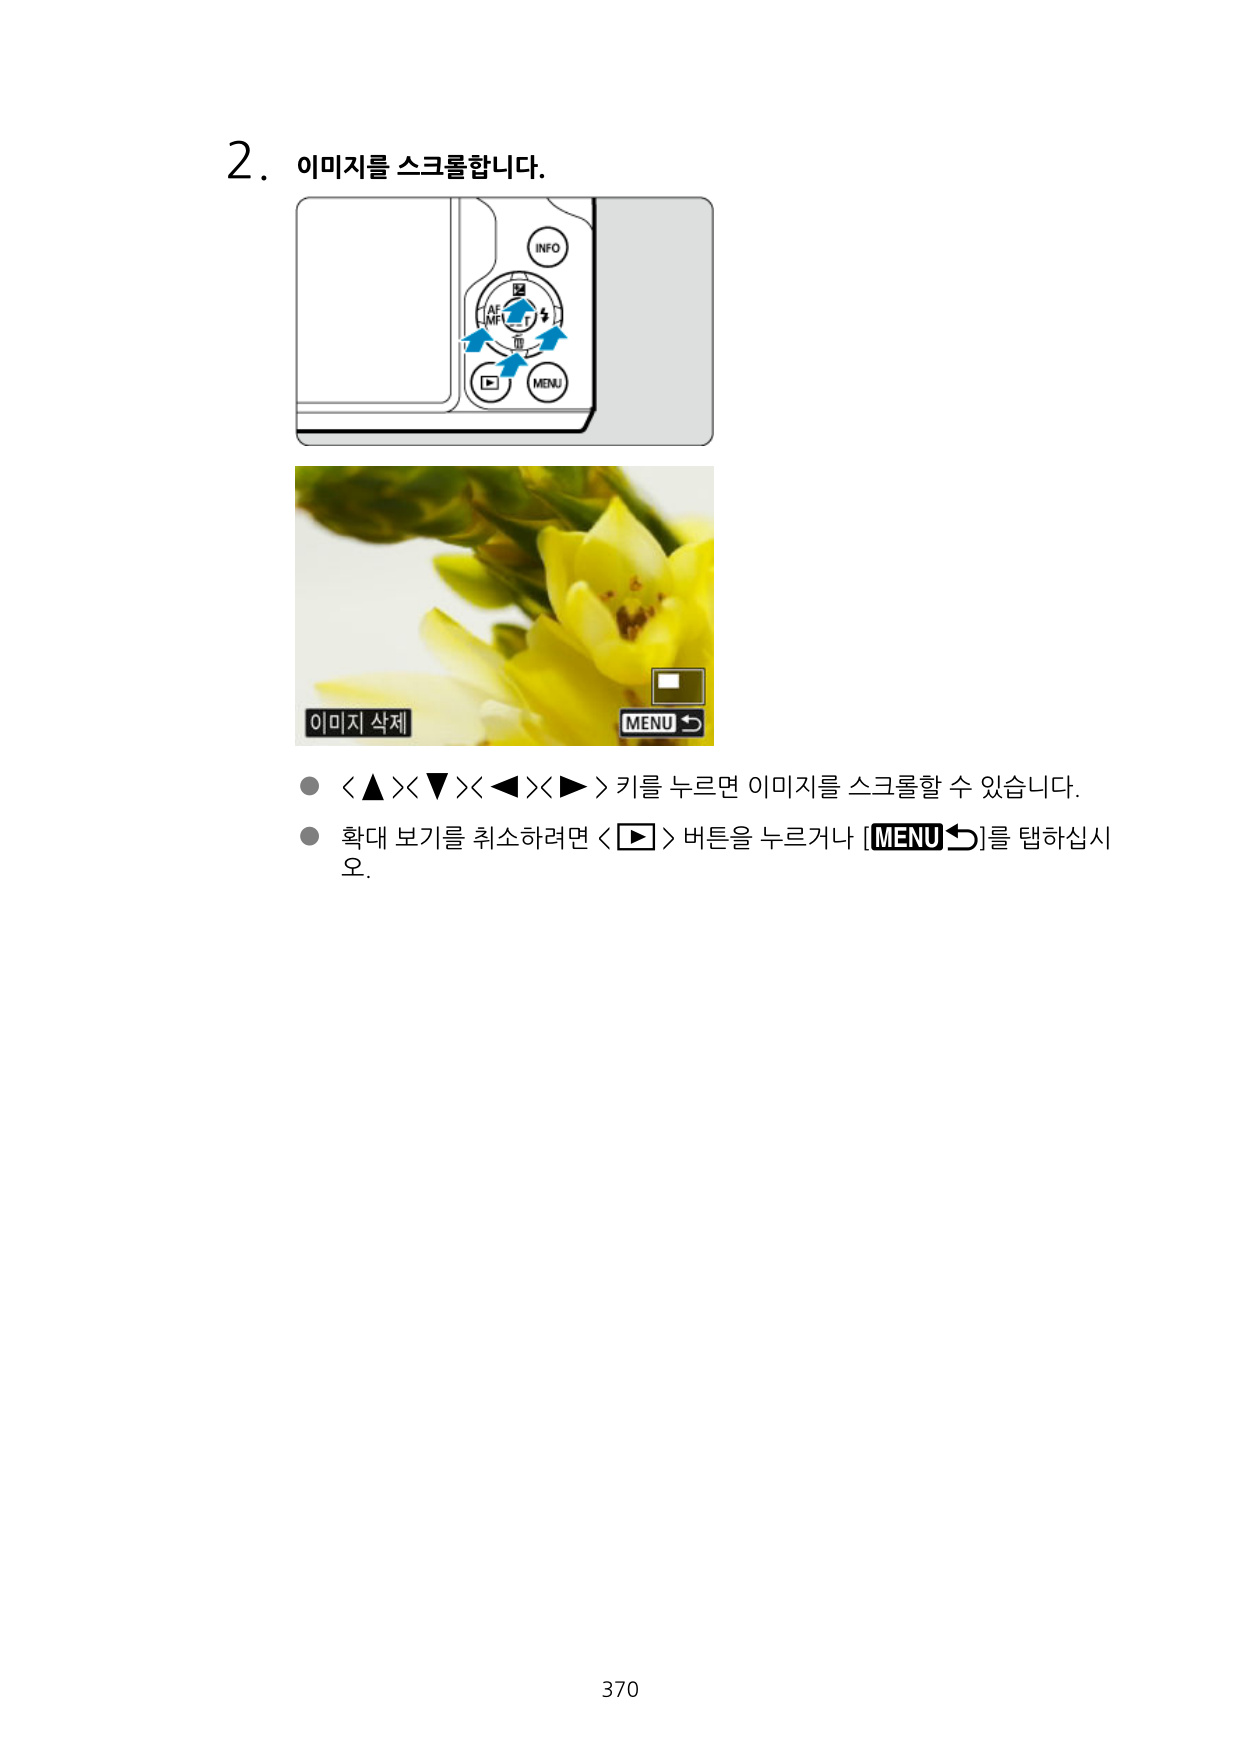 2. 이미지를 스크롤합니다.
INFO
AF
MF
MENU
이미지 삭제
MENU
<▲><▼><◀><▶> 키를 누르면 이미지를 스크롤할 수 있습니다.
확대 보기를 취소하려면 <▶> 버튼을 누르거나 [MENU↩]를 탭하십시
오.
370